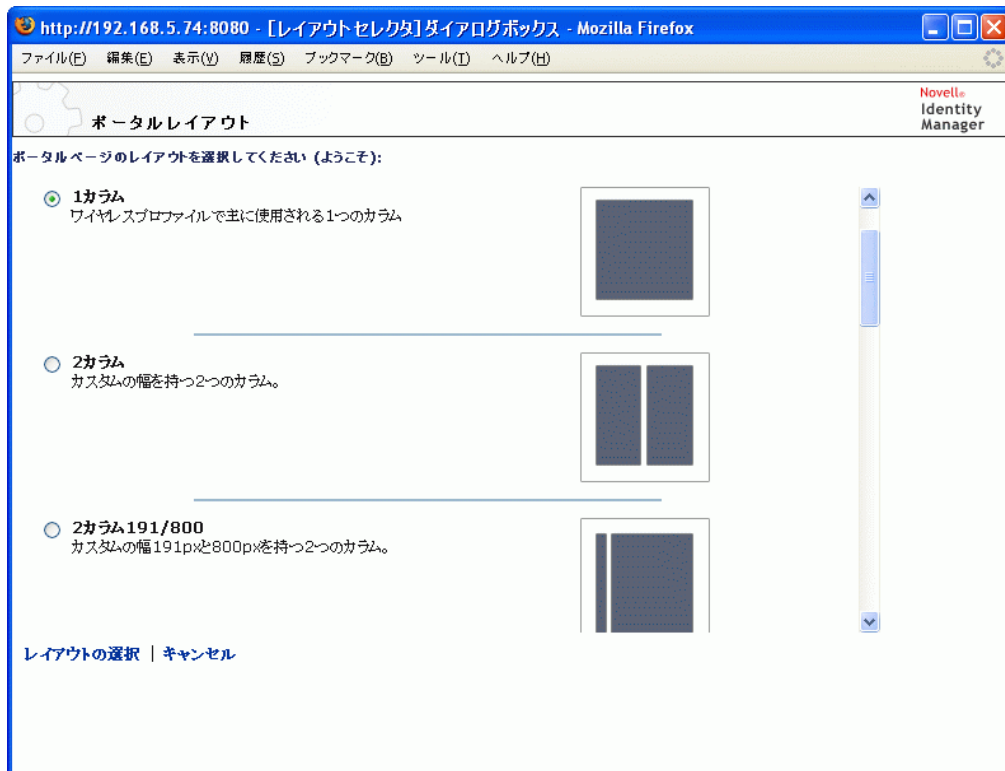 http://192.168.5.74:8080 - [レイアウトセレクタ]ダイアログボックス - Mozilla Firefox
ファイル(F) 編集(E) 表示(V) 履歴(S) ブックマーク(B) ツール(T) ヘルプ(H)
ポータルレイアウト
Novell®
Identity
Manager
ポータルページのレイアウトを選択してください (ようこそ):
1カラム
ワイヤレスプロファイルで主に使用される1つのカラム
2カラム
カスタムの幅を持つ2つのカラム。
2カラム191/800
カスタムの幅191pxと800pxを持つ2つのカラム。
レイアウトの選択 | キャンセル